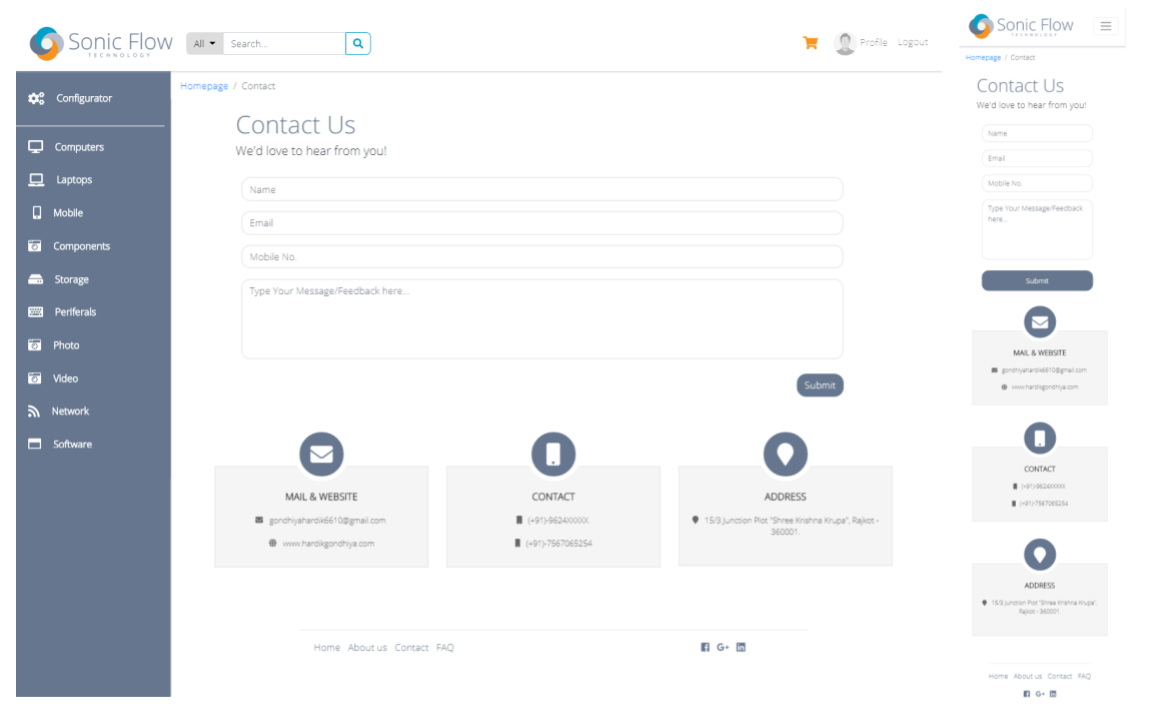 Sonic Flow
TECHNOLOGY
All
Search...
Profile Logout
Configurator
Computers
Laptops
Mobile
Components
Storage
Periferals
Photo
Video
Network
Software
Homepage / Contact
Contact Us
We'd love to hear from you!
Name
Email
Mobile No.
Type Your Message/Feedback here...
Submit
MAIL & WEBSITE
gondhiyahardik6610@gmail.com
www.hardikgondhiya.com
CONTACT
(+91)-9624XXXXX
(+91)-7567065254
ADDRESS
15/3 Junction Plot "Shree Krishna Krupa", Rajkot -
360001.
Home About us Contact FAQ
Sonic Flow
TECHNOLOGY
Homepage / Contact
Contact Us
We'd love to hear from you!
Name
Email
Mobile No.
Type Your Message/Feedback
here...
Submit
MAIL & WEBSITE
gondhiyahardik6610@gmail.com
www.hardikgondhiya.com
CONTACT
(+91)-9624XXXXX
(+91)-7567065254
ADDRESS
15/3 Junction Plot "Shree Krishna Krupa",
Rajkot - 360001.
Home About us Contact FAQ